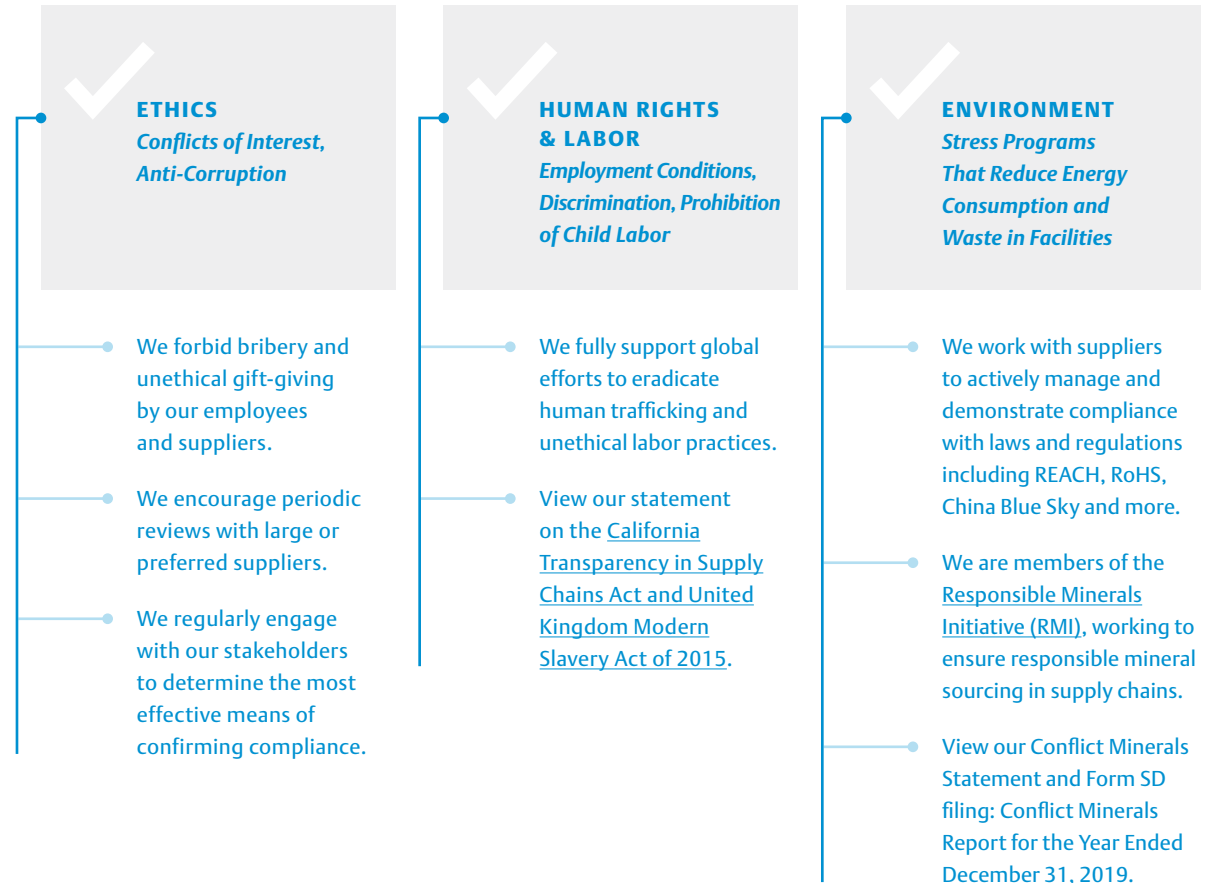 ETHICS
Conflicts of Interest,
Anti-Corruption
We forbid bribery and
unethical gift-giving
by our employees
and suppliers.
We encourage periodic
reviews with large or
preferred suppliers.
We regularly engage
with our stakeholders
to determine the most
effective means of
confirming compliance.
HUMAN RIGHTS
& LABOR
Employment Conditions,
Discrimination, Prohibition
of Child Labor
We fully support global
efforts to eradicate
human trafficking and
unethical labor practices.
View our statement
on the California
Transparency in Supply
Chains Act and United
Kingdom Modern
Slavery Act of 2015.
ENVIRONMENT
Stress Programs
That Reduce Energy
Consumption and
Waste in Facilities
We work with suppliers
to actively manage and
demonstrate compliance
with laws and regulations
including REACH, RoHS,
China Blue Sky and more.
We are members of the
Responsible Minerals
Initiative (RMI), working to
ensure responsible mineral
sourcing in supply chains.
View our Conflict Minerals
Statement and Form SD
filing: Conflict Minerals
Report for the Year Ended
December 31, 2019.